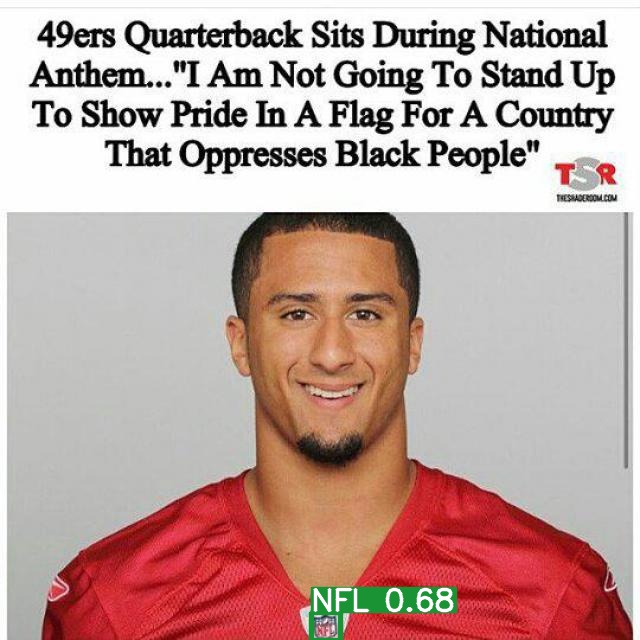 49ers Quarterback Sits During National
Anthem..."I Am Not Going To Stand Up
To Show Pride In A Flag For A Country
That Oppresses Black People"
TSR
THESHADEROOM.COM
NFL 0.68
NFL